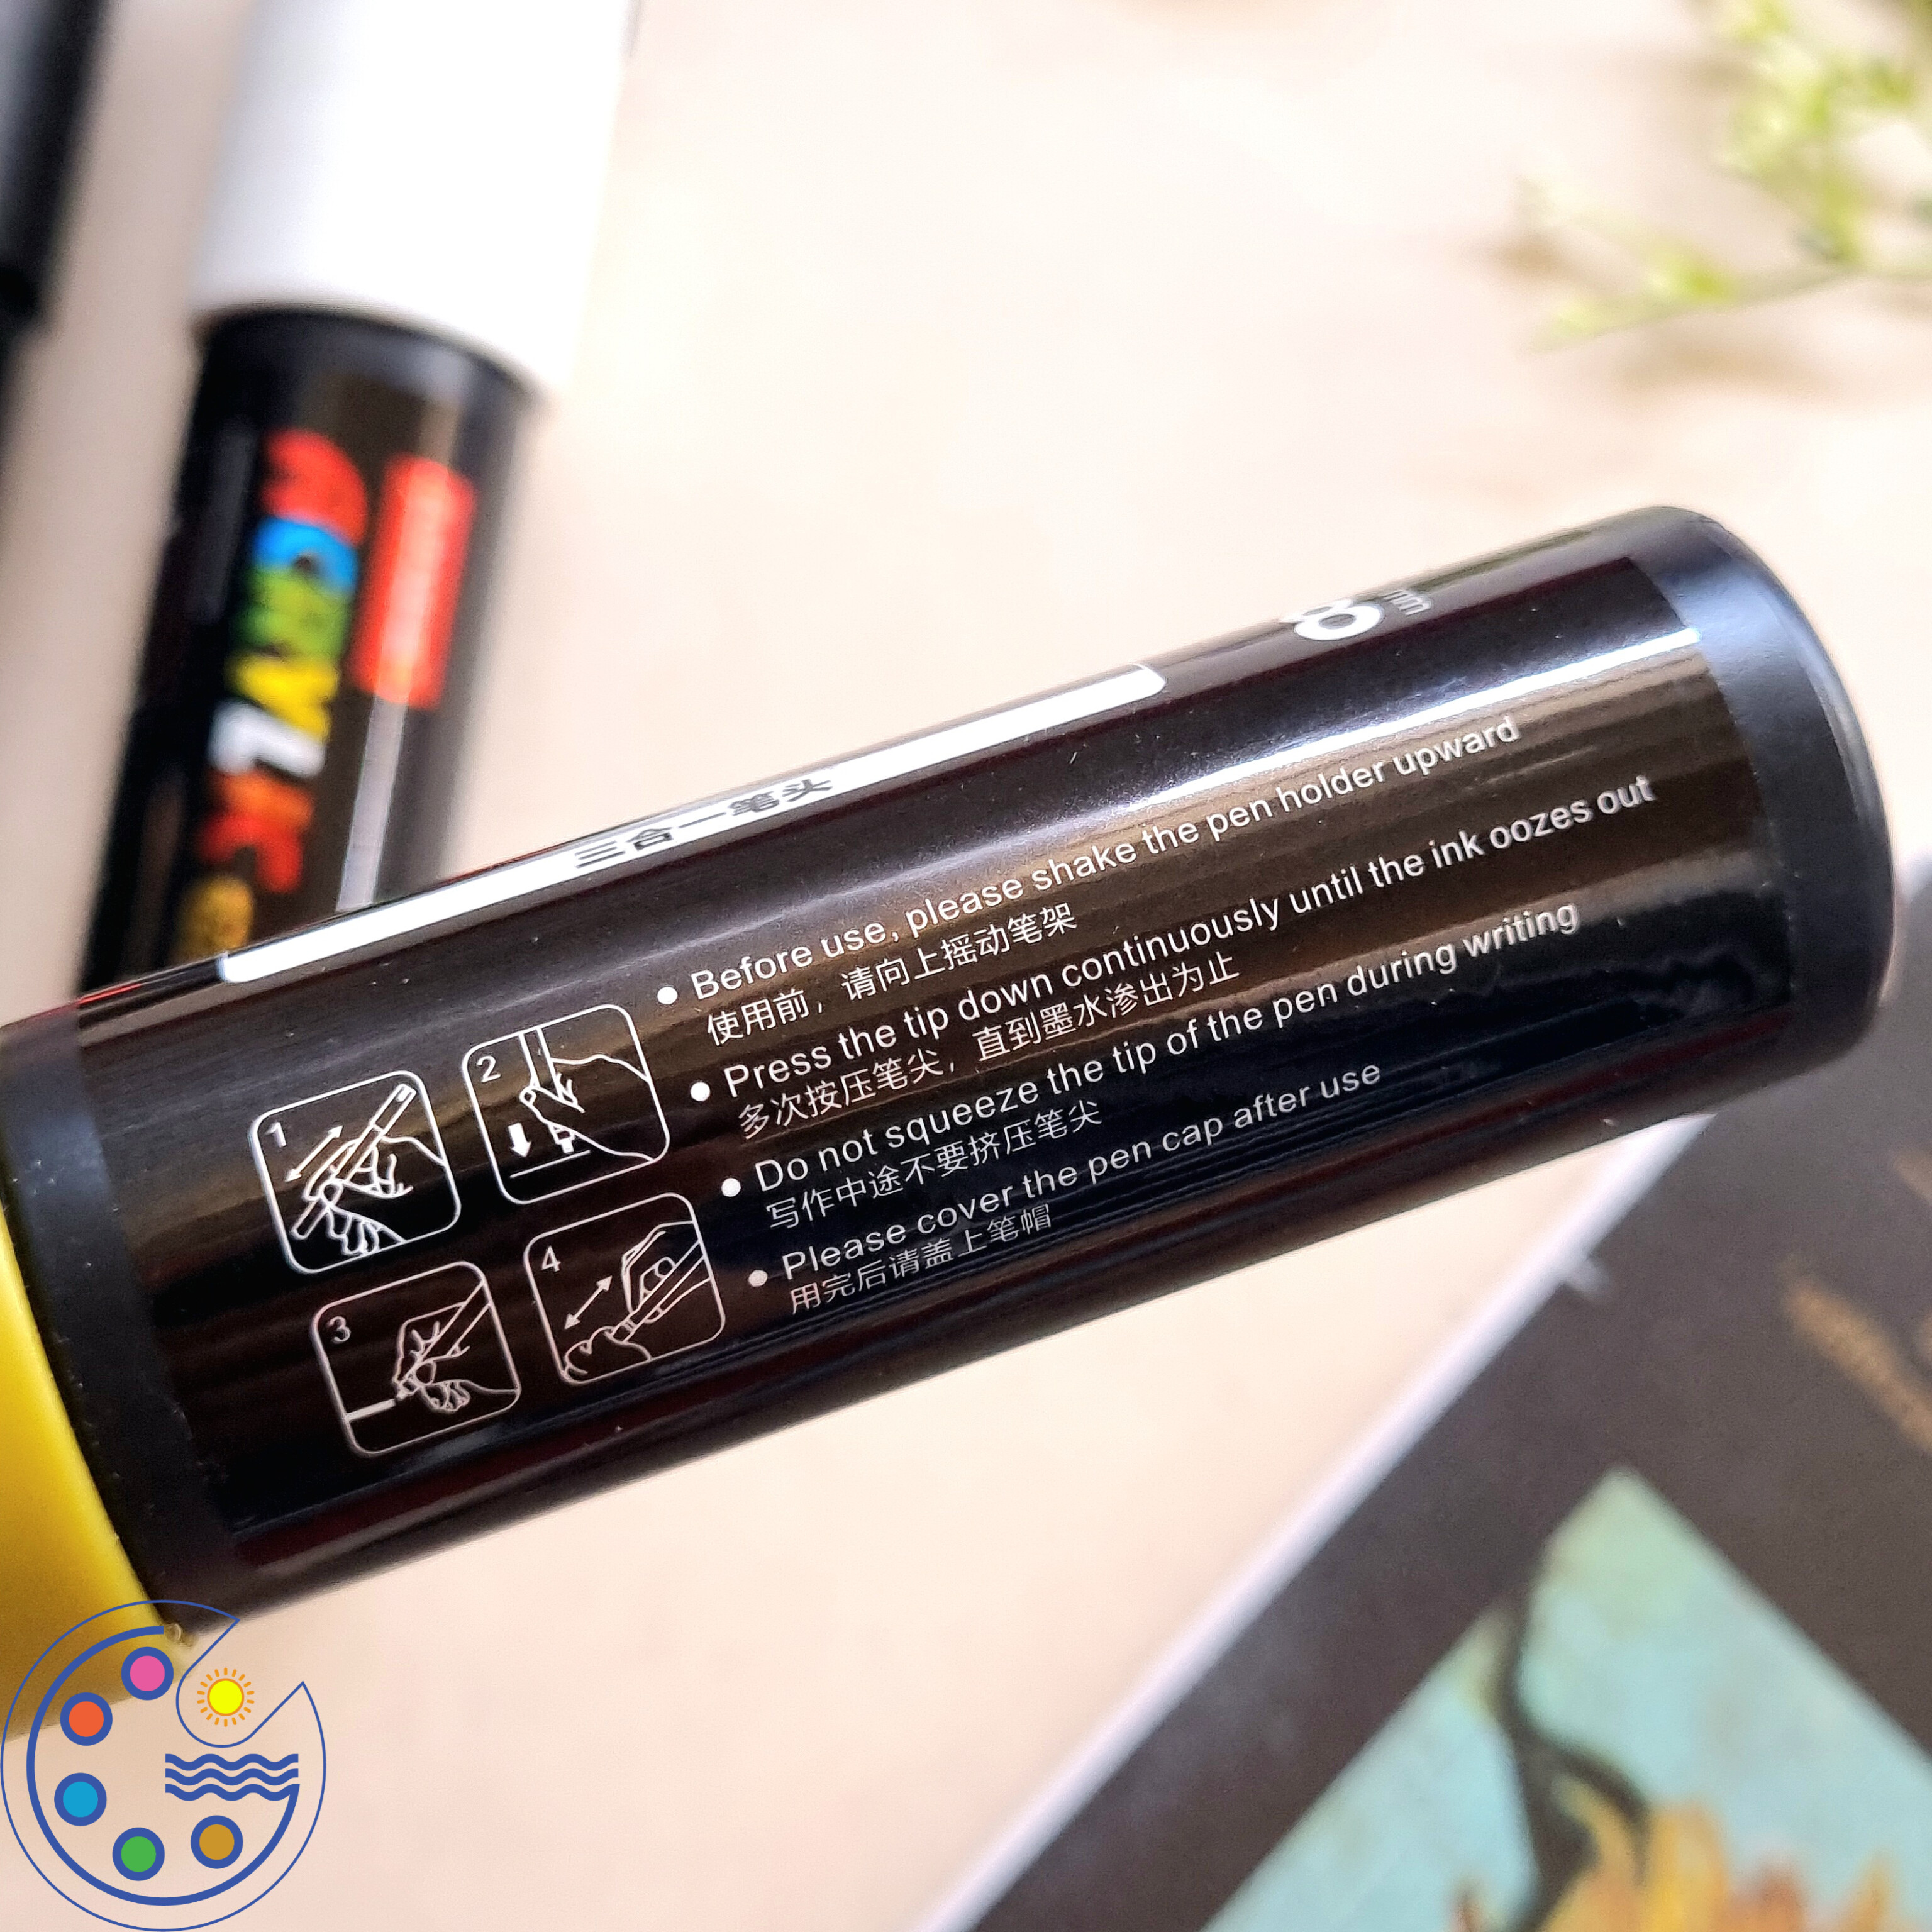 8mm
三合一笔头
● Before use, please shake the pen holder upward
使用前，请向上摇动笔架
● Press the tip down continuously until the ink oozes out
多次按压笔尖，直到墨水渗出为止
● Do not squeeze the tip of the pen during writing
写作中途不要挤压笔尖
● Please cover the pen cap after use
用完后请盖上笔帽
1
2
3
4